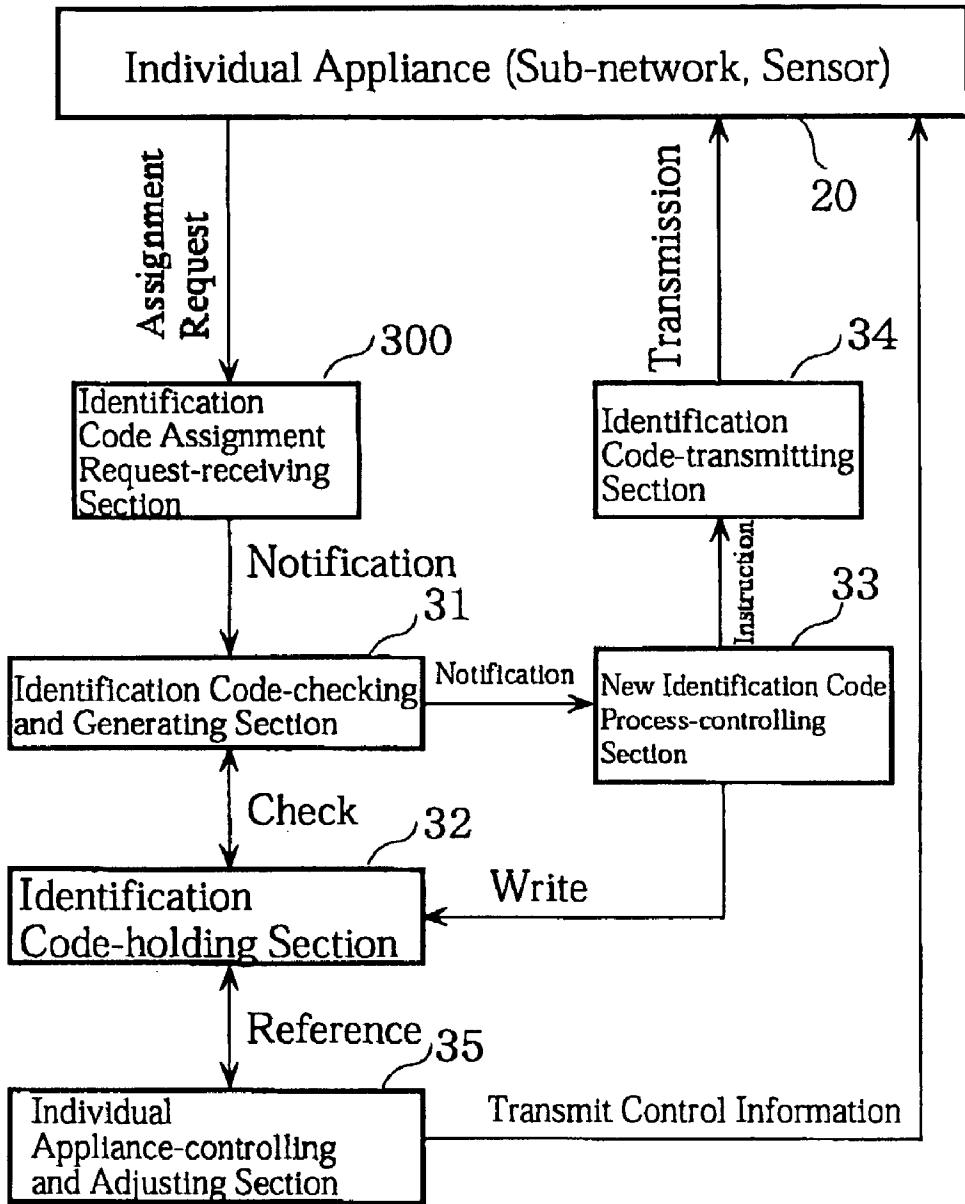 Individual Appliance (Sub-network, Sensor)
20
Assignment
Request
Transmission
300
Identification
Code Assignment
Request-receiving
Section
34
Identification
Code-transmitting
Section
Notification
Instruction
31
Identification Code-checking
and Generating Section
Notification
33
New Identification Code
Process-controlling
Section
Check
32
Identification
Code-holding Section
Write
Reference
35
Individual
Appliance-controlling
and Adjusting Section
Transmit Control Information